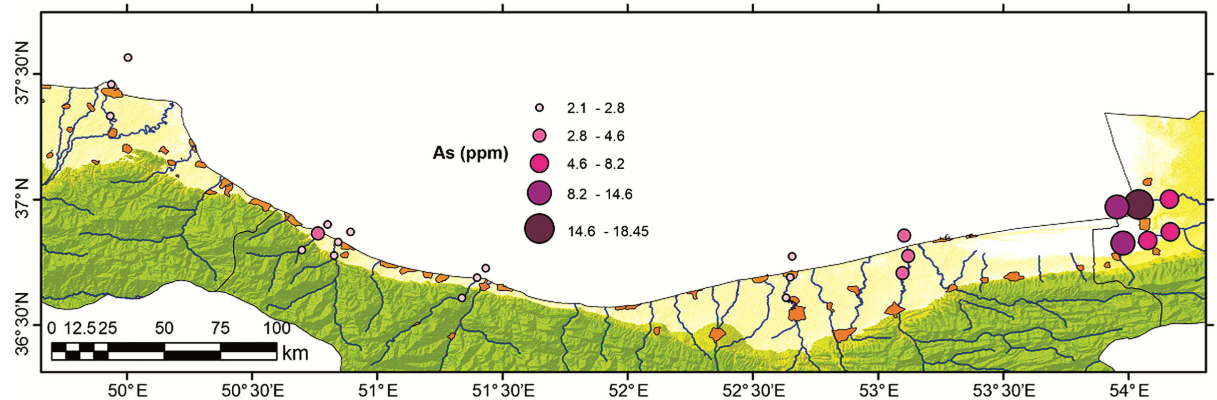 37°30'N
37°N
36°30'N
As (ppm)
2.1 - 2.8
2.8 - 4.6
4.6 - 8.2
8.2 - 14.6
14.6 - 18.45
0 12.5 25 50 75 100
km
50°E 50°30'E 51°E 51°30'E 52°E 52°30'E 53°E 53°30'E 54°E